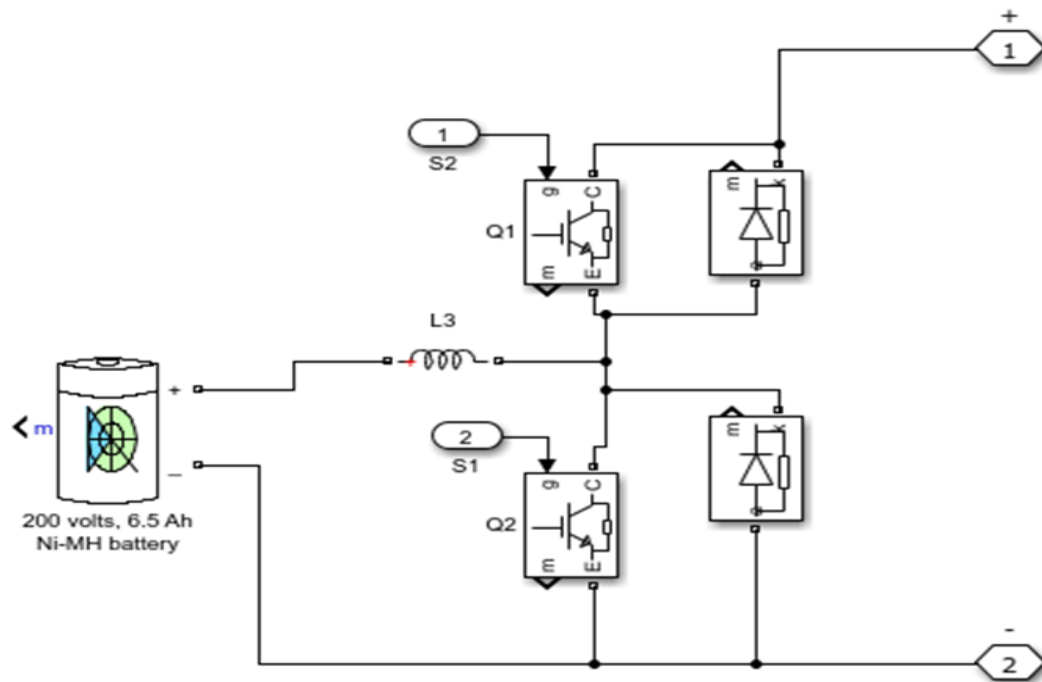 +
1
1
S2
g
C
Q1
m
E
m
k
a
L3
+
m
_
2
S1
g
C
Q2
m
E
m
k
a
200 volts, 6.5 Ah
Ni-MH battery
-
2